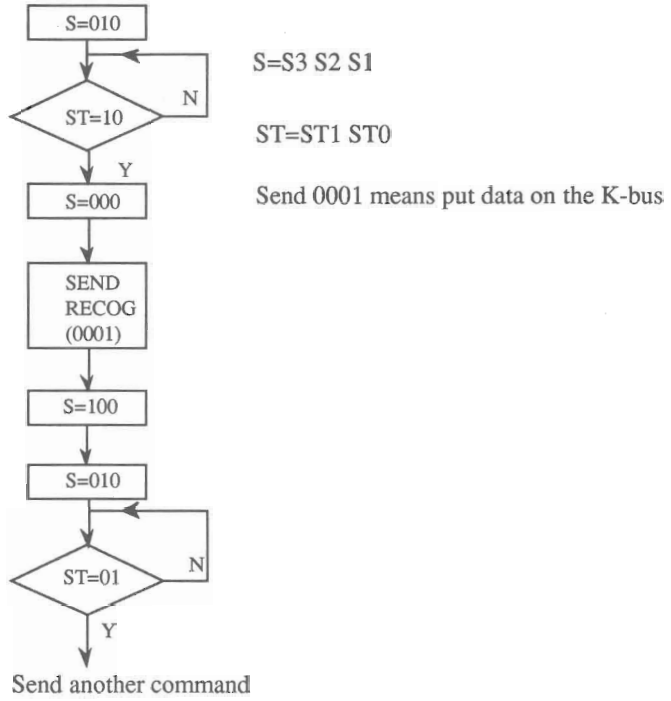 S=010
S=S3 S2 S1
N
ST=10
ST=ST1 ST0
Y
S=000
Send 0001 means put data on the K-bus
SEND
RECOG
(0001)
S=100
S=010
N
ST=01
Y
Send another command